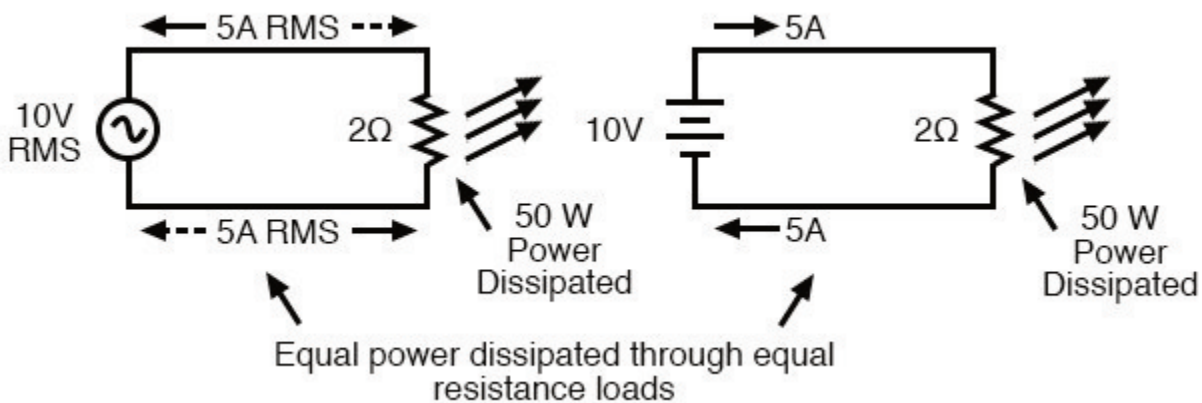 5A RMS
10V
RMS
2Ω
5A RMS
50 W
Power
Dissipated
5A
10V
2Ω
5A
50 W
Power
Dissipated
Equal power dissipated through equal
resistance loads